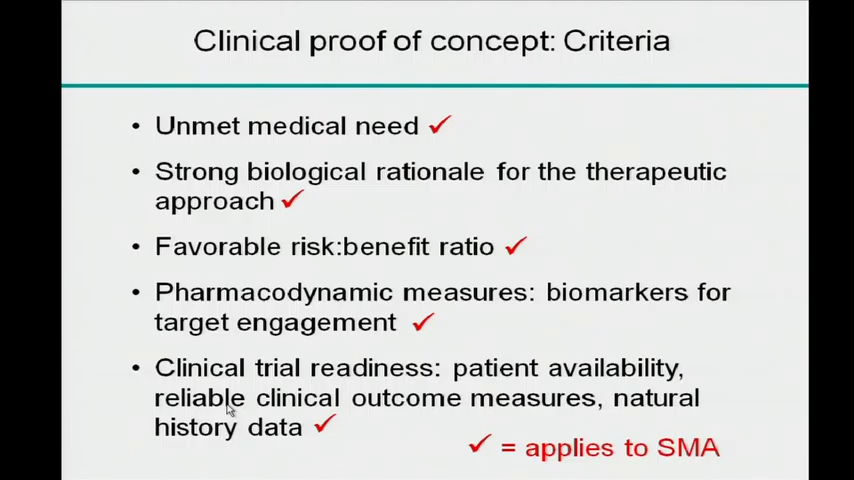 Clinical proof of concept: Criteria
• Unmet medical need ✓
• Strong biological rationale for the therapeutic
approach ✓
• Favorable risk:benefit ratio ✓
• Pharmacodynamic measures: biomarkers for
target engagement ✓
• Clinical trial readiness: patient availability,
reliable clinical outcome measures, natural
history data ✓
✓ = applies to SMA